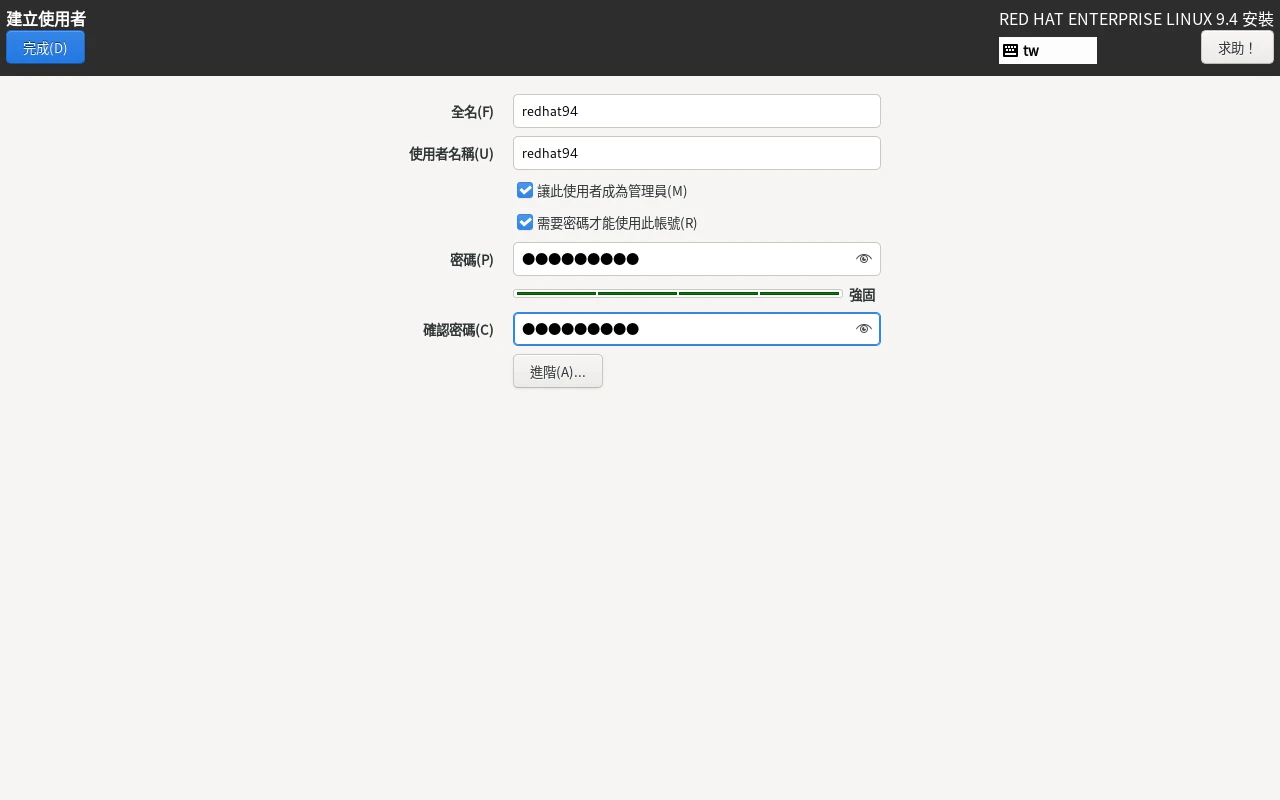 建立使用者
RED HAT ENTERPRISE LINUX 9.4 安裝
完成(D)
tw
求助！
全名(F)
redhat94
使用者名稱(U)
redhat94
讓此使用者成為管理員(M)
需要密碼才能使用此帳號(R)
密碼(P)
●●●●●●●●●
強固
確認密碼(C)
●●●●●●●●●
進階(A)...